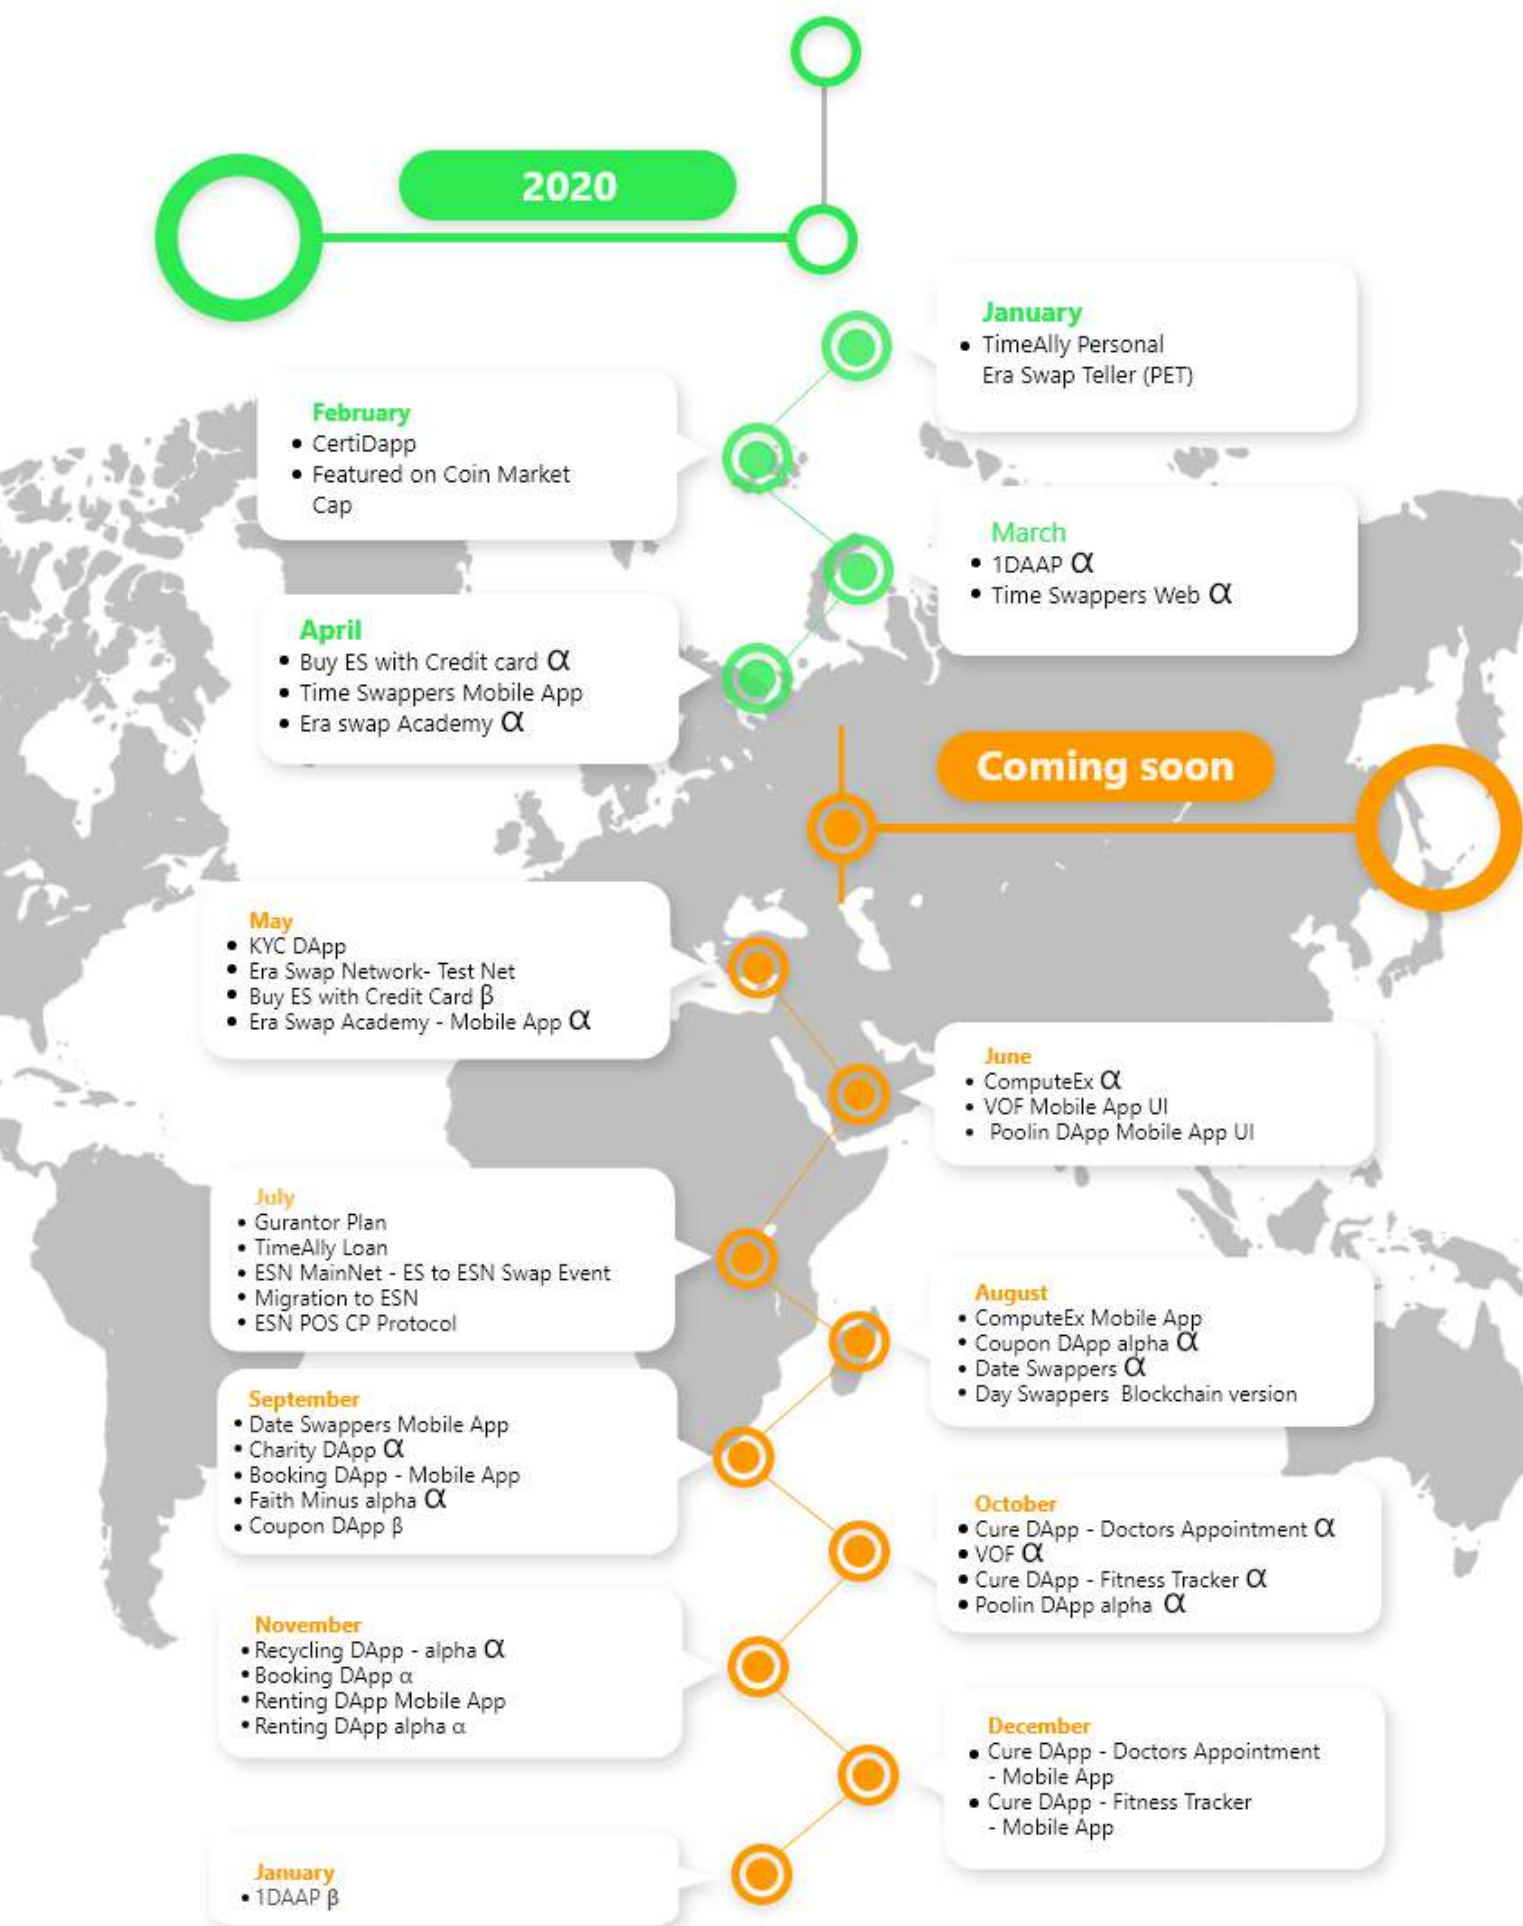 2020
January
• TimeAlly Personal
Era Swap Teller (PET)
February
• CertiDapp
• Featured on Coin Market
Cap
March
• 1DAAP α
• Time Swappers Web α
April
• Buy ES with Credit card α
• Time Swappers Mobile App
• Era swap Academy α
Coming soon
May
• KYC DApp
• Era Swap Network- Test Net
• Buy ES with Credit Card β
• Era Swap Academy - Mobile App α
June
• ComputeEx α
• VOF Mobile App UI
• Poolin DApp Mobile App UI
July
• Gurantor Plan
• TimeAlly Loan
• ESN MainNet - ES to ESN Swap Event
• Migration to ESN
• ESN POS CP Protocol
August
• ComputeEx Mobile App
• Coupon DApp alpha α
• Date Swappers α
• Day Swappers Blockchain version
September
• Date Swappers Mobile App
• Charity DApp α
• Booking DApp - Mobile App
• Faith Minus alpha α
• Coupon DApp β
October
• Cure DApp - Doctors Appointment α
• VOF α
• Cure DApp - Fitness Tracker α
• Poolin DApp alpha α
November
• Recycling DApp - alpha α
• Booking DApp α
• Renting DApp Mobile App
• Renting DApp alpha α
December
• Cure DApp - Doctors Appointment
- Mobile App
• Cure DApp - Fitness Tracker
- Mobile App
January
• 1DAAP β